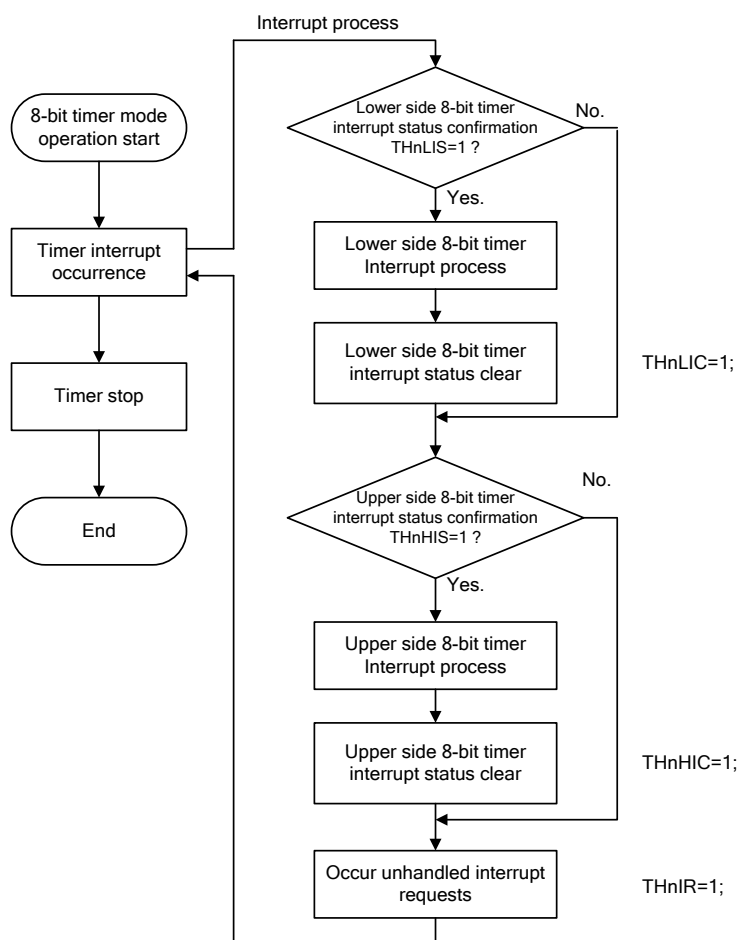 Interrupt process
8-bit timer mode
operation start
Timer interrupt
occurrence
Timer stop
End
Lower side 8-bit timer
interrupt status confirmation
THnLIS=1 ?
No.
Yes.
Lower side 8-bit timer
Interrupt process
Lower side 8-bit timer
interrupt status clear
THnLIC=1;
Upper side 8-bit timer
interrupt status confirmation
THnHIS=1 ?
No.
Yes.
Upper side 8-bit timer
Interrupt process
Upper side 8-bit timer
interrupt status clear
THnHIC=1;
Occur unhandled interrupt
requests
THnIR=1;